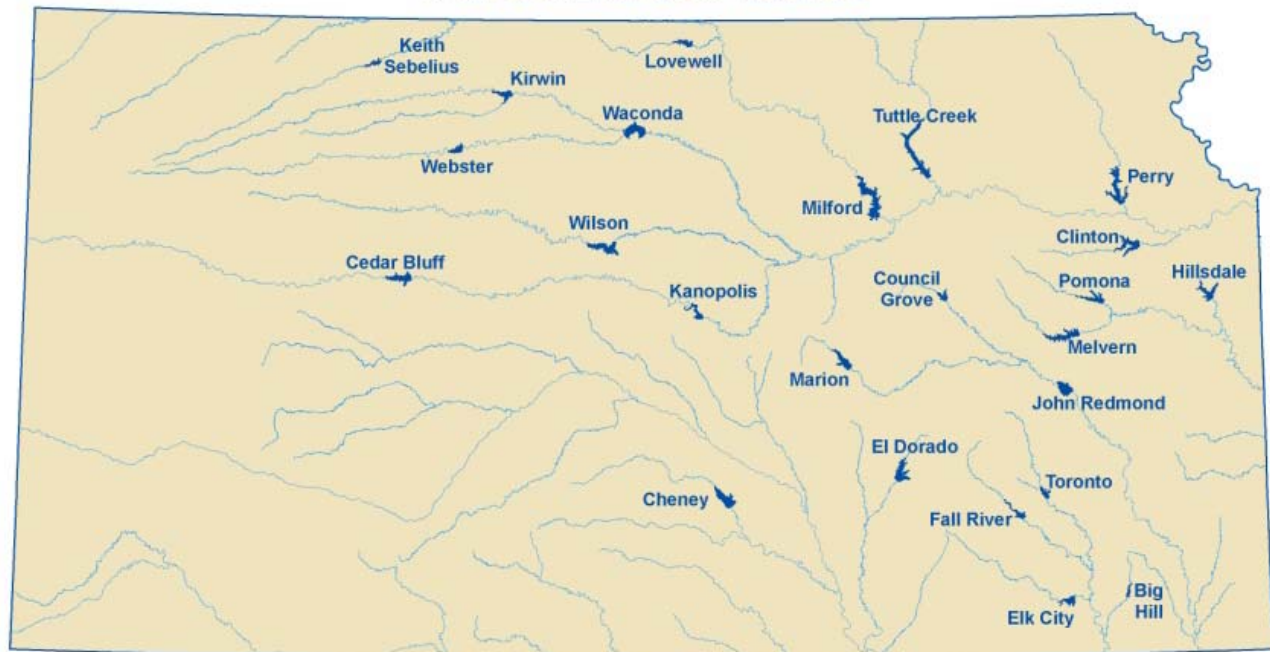 Keith
Sebelius
Lovewell
Kirwin
Waconda
Tuttle Creek
Webster
Perry
Milford
Wilson
Clinton
Cedar Bluff
Hillsdale
Council
Grove
Pomona
Kanopolis
Melvern
Marion
John Redmond
El Dorado
Toronto
Cheney
Fall River
Big
Hill
Elk City